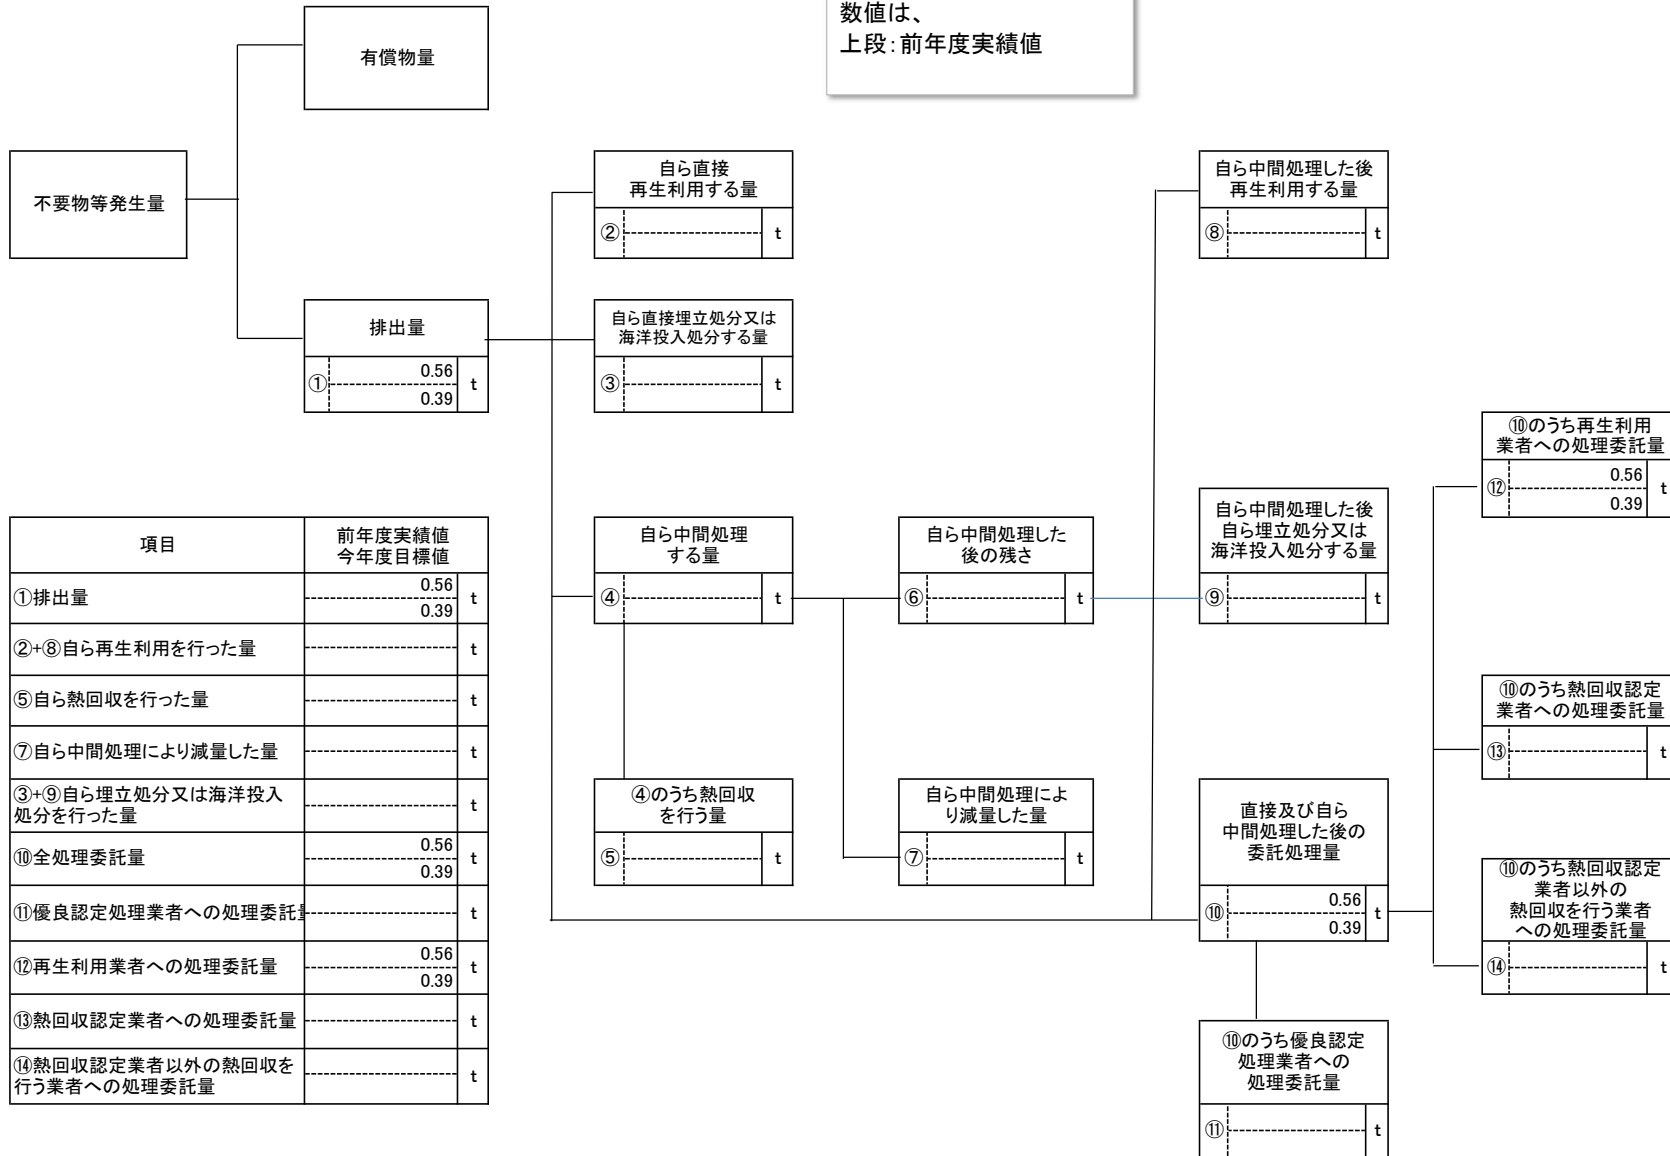 数値は、
上段：前年度実績値
有償物量
不要物等発生量
排出量
① 0.56 t
0.39
自ら直接
再生利用する量
② t
自ら直接埋立処分又は
海洋投入処分する量
③ t
自ら中間処理した後
再生利用する量
⑧ t
自ら中間処理
する量
④ t
自ら中間処理した
後の残さ
⑥ t
自ら中間処理した後
自ら埋立処分又は
海洋投入処分する量
⑨ t
④のうち熱回収
を行う量
⑤ t
自ら中間処理によ
り減量した量
⑦ t
直接及び自ら
中間処理した後の
委託処理量
⑩ 0.56 t
0.39
⑩のうち優良認定
処理業者への
処理委託量
⑪ t
⑩のうち再生利用
業者への処理委託量
⑫ 0.56 t
0.39
⑩のうち熱回収認定
業者への処理委託量
⑬ t
⑩のうち熱回収認定
業者以外の
熱回収を行う業者
への処理委託量
⑭ t
項目 前年度実績値
今年度目標値
①排出量 0.56 t
0.39
②+⑧自ら再生利用を行った量 t
⑤自ら熱回収を行った量 t
⑦自ら中間処理により減量した量 t
③+⑨自ら埋立処分又は海洋投入
処分を行った量 t
⑩全処理委託量 0.56 t
0.39
⑪優良認定処理業者への処理委託 t
⑫再生利用業者への処理委託量 0.56 t
0.39
⑬熱回収認定業者への処理委託量 t
⑭熱回収認定業者以外の熱回収を
行う業者への処理委託量 t